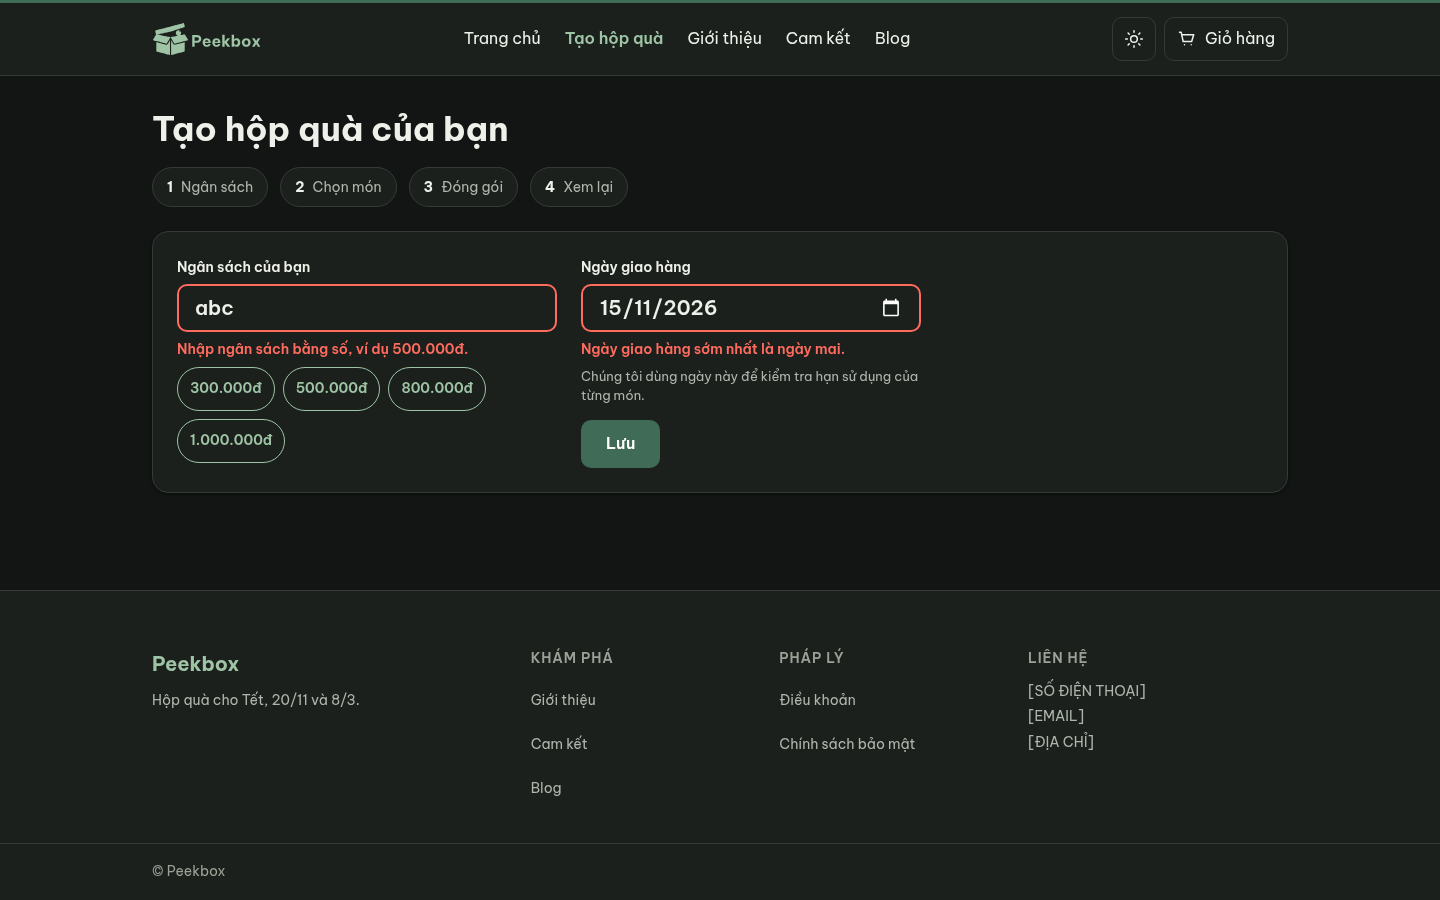 Peekbox
Trang chủ
Tạo hộp quà
Giới thiệu
Cam kết
Blog
Giỏ hàng
Tạo hộp quà của bạn
1 Ngân sách
2 Chọn món
3 Đóng gói
4 Xem lại
Ngân sách của bạn
abc
Nhập ngân sách bằng số, ví dụ 500.000đ.
300.000đ
500.000đ
800.000đ
1.000.000đ
Ngày giao hàng
15/11/2026
Ngày giao hàng sớm nhất là ngày mai.
Chúng tôi dùng ngày này để kiểm tra hạn sử dụng của
từng món.
Lưu
Peekbox
Hộp quà cho Tết, 20/11 và 8/3.
KHÁM PHÁ
Giới thiệu
Cam kết
Blog
PHÁP LÝ
Điều khoản
Chính sách bảo mật
LIÊN HỆ
[SỐ ĐIỆN THOẠI]
[EMAIL]
[ĐỊA CHỈ]
© Peekbox